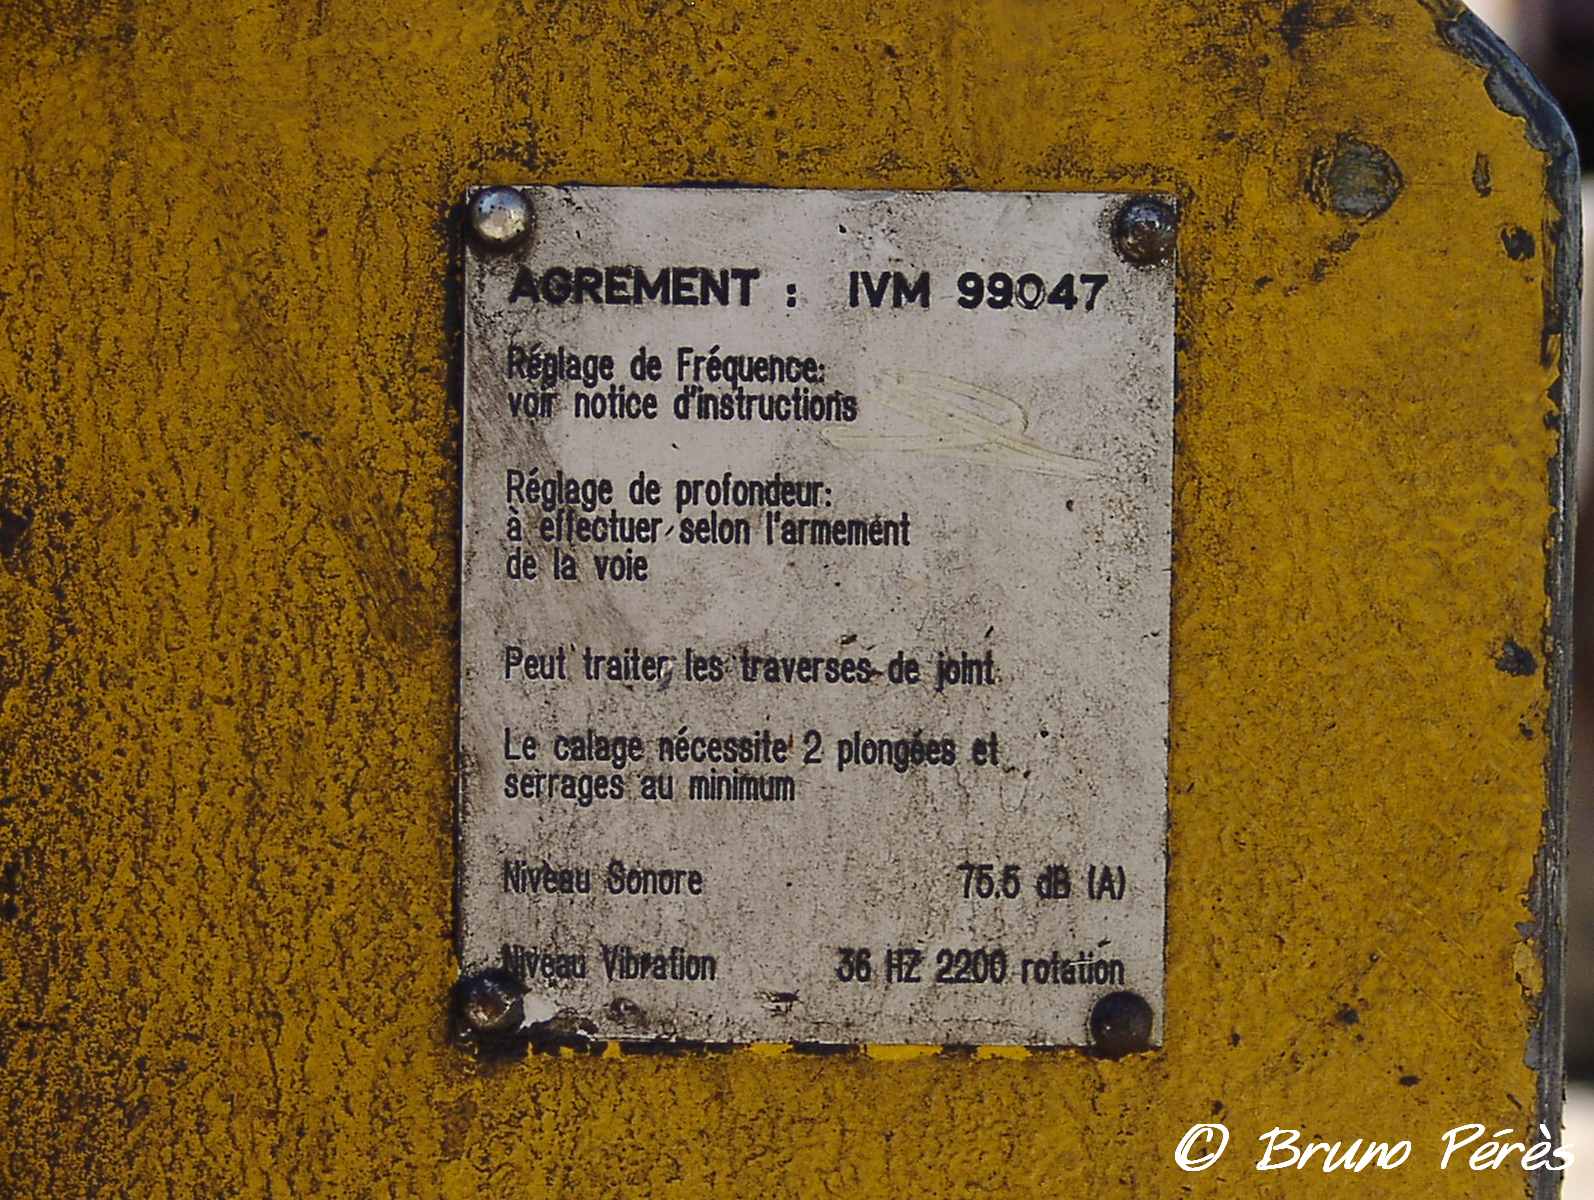 AGREMENT : IVM 99047
Réglage de Fréquence:
voir notice d'instructions
Réglage de profondeur:
à effectuer selon l'armement
de la voie
Peut traiter les traverses de joint
Le calage nécessite 2 plongées et
serrages au minimum
Niveau Sonore 75.5 dB (A)
Niveau Vibration 36 HZ 2200 rotation
© Bruno Pérès